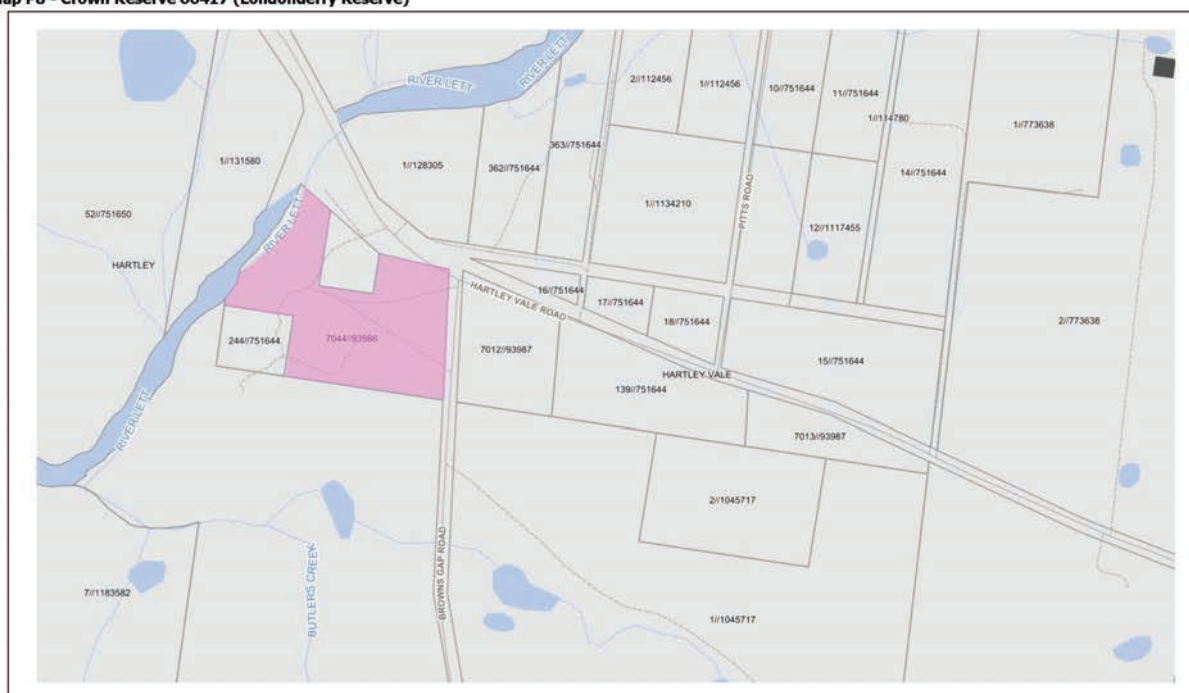 Crown Reserve (Londonderry Reserve)
RIVER LETT
RIVER LETT
2//112456
1//112456
10//751644
11//751644
1//114780
1//773638
1//131580
1//128305
362//751644
363//751644
14//751644
52//751650
RIVER LETT
1//1134210
PITTS ROAD
12//1117455
HARTLEY
16//751644
HARTLEY VALE ROAD
17//751644
18//751644
2//773638
244//751644
7044//93986
7012//93987
15//751644
HARTLEY VALE
139//751644
RIVER LETT
7013//93987
2//1045717
BROWNS GAP ROAD
BUTLERS CREEK
7//1183582
1//1045717